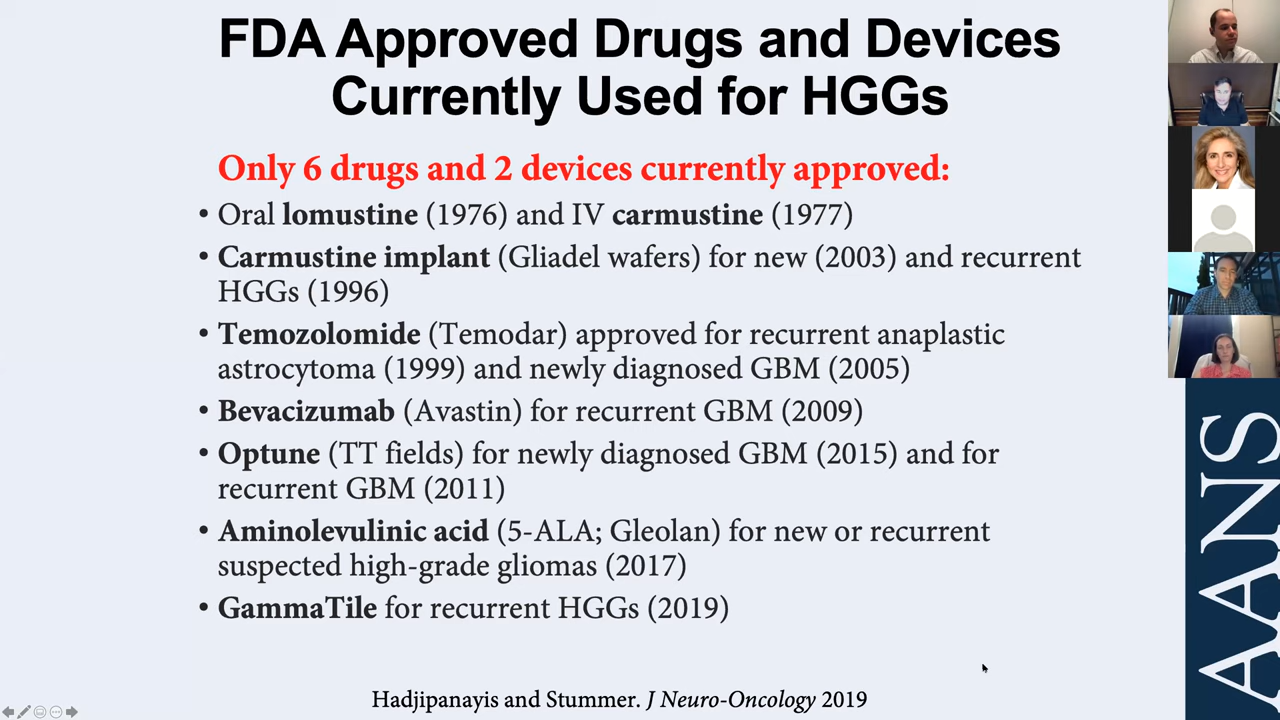 FDA Approved Drugs and Devices
Currently Used for HGGs
Only 6 drugs and 2 devices currently approved:
• Oral lomustine (1976) and IV carmustine (1977)
• Carmustine implant (Gliadel wafers) for new (2003) and recurrent
HGGs (1996)
• Temozolomide (Temodar) approved for recurrent anaplastic
astrocytoma (1999) and newly diagnosed GBM (2005)
• Bevacizumab (Avastin) for recurrent GBM (2009)
• Optune (TT fields) for newly diagnosed GBM (2015) and for
recurrent GBM (2011)
• Aminolevulinic acid (5-ALA; Gleolan) for new or recurrent
suspected high-grade gliomas (2017)
• GammaTile for recurrent HGGs (2019)
Hadjipanayis and Stummer. J Neuro-Oncology 2019
AANS